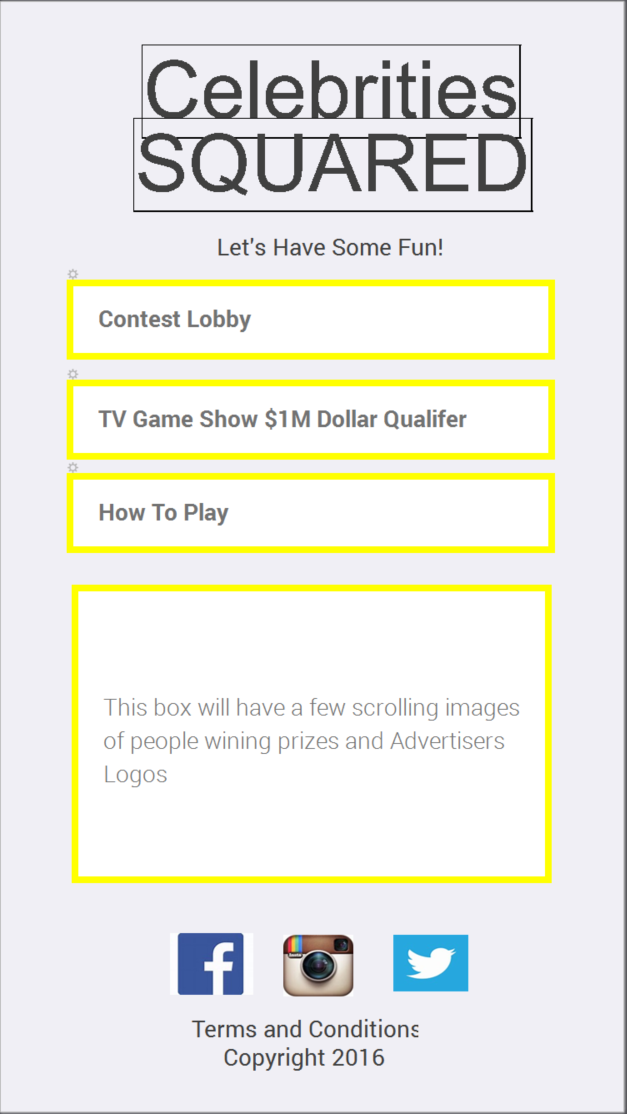 Celebrities
SQUARED
Let's Have Some Fun!
Contest Lobby
TV Game Show $1M Dollar Qualifer
How To Play
This box will have a few scrolling images
of people wining prizes and Advertisers
Logos
Terms and Conditions
Copyright 2016